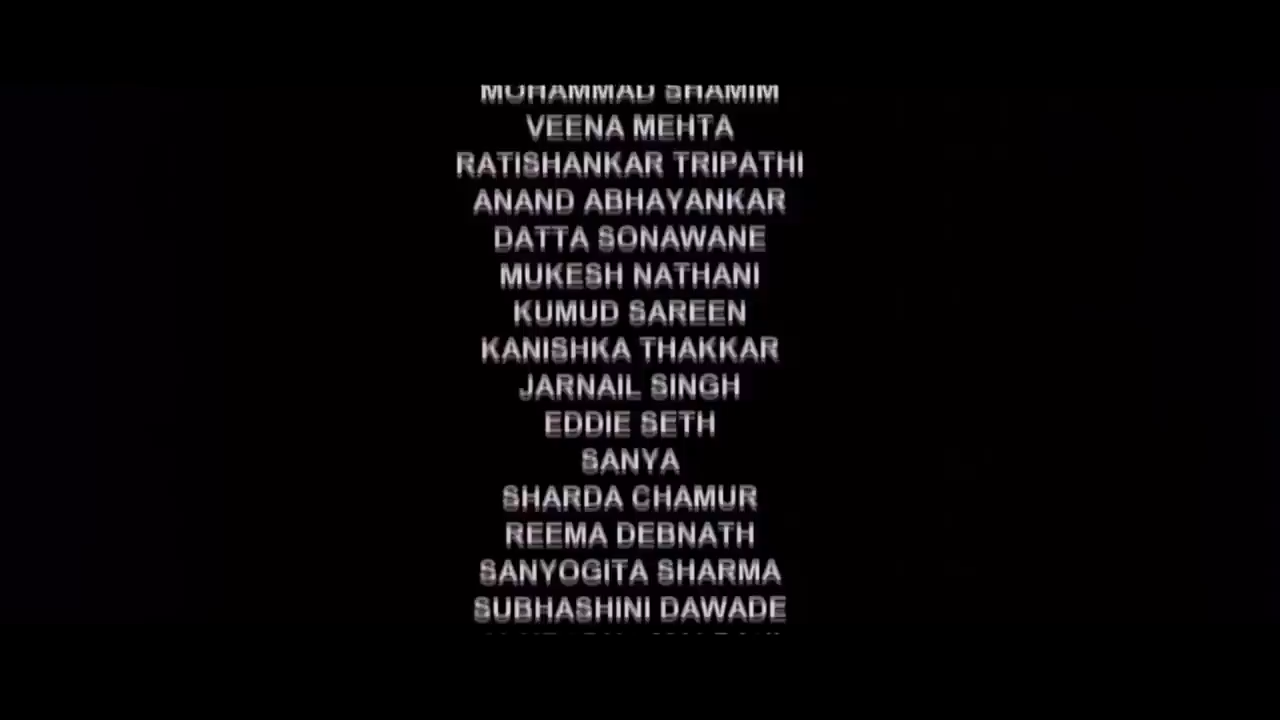 MOHAMMAD SHAMIM
VEENA MEHTA
RATISHANKAR TRIPATHI
ANAND ABHAYANKAR
DATTA SONAWANE
MUKESH NATHANI
KUMUD SAREEN
KANISHKA THAKKAR
JARNAIL SINGH
EDDIE SETH
SANYA
SHARDA CHAMUR
REEMA DEBNATH
SANYOGITA SHARMA
SUBHASHINI DAWADE